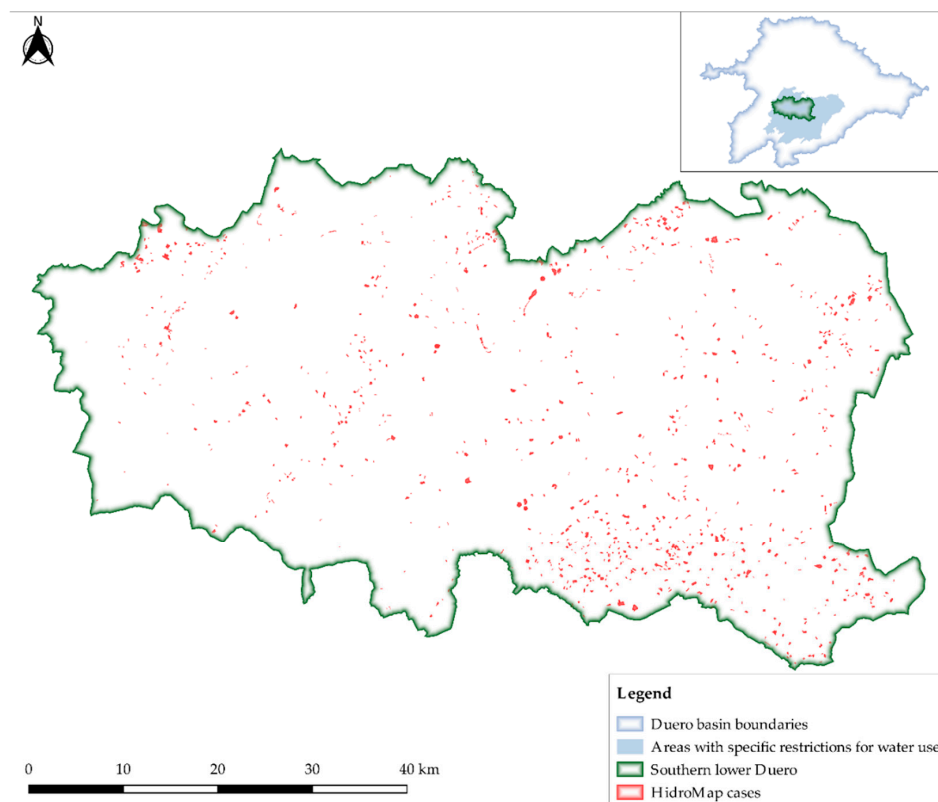 N
Legend
Duero basin boundaries
Areas with specific restrictions for water use
Southern lower Duero
HidroMap cases
0 10 20 30 40 km